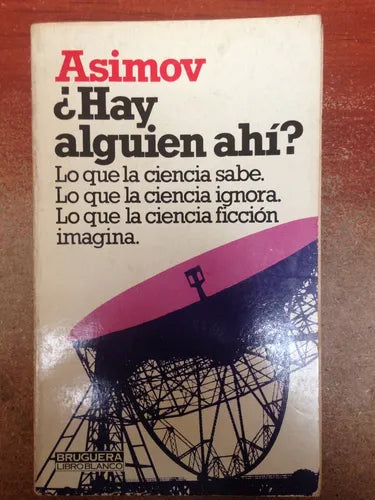 Asimov
¿Hay
alguien ahí?
Lo que la ciencia sabe.
Lo que la ciencia ignora.
Lo que la ciencia ficción
imagina.
BRUGUERA
LIBRO BLANCO